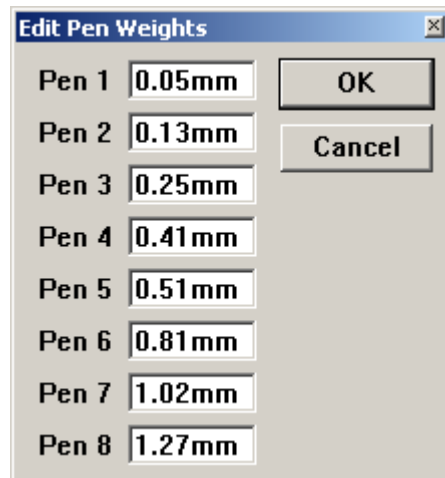 Edit Pen Weights
Pen 1 0.05mm OK
Pen 2 0.13mm Cancel
Pen 3 0.25mm
Pen 4 0.41mm
Pen 5 0.51mm
Pen 6 0.81mm
Pen 7 1.02mm
Pen 8 1.27mm